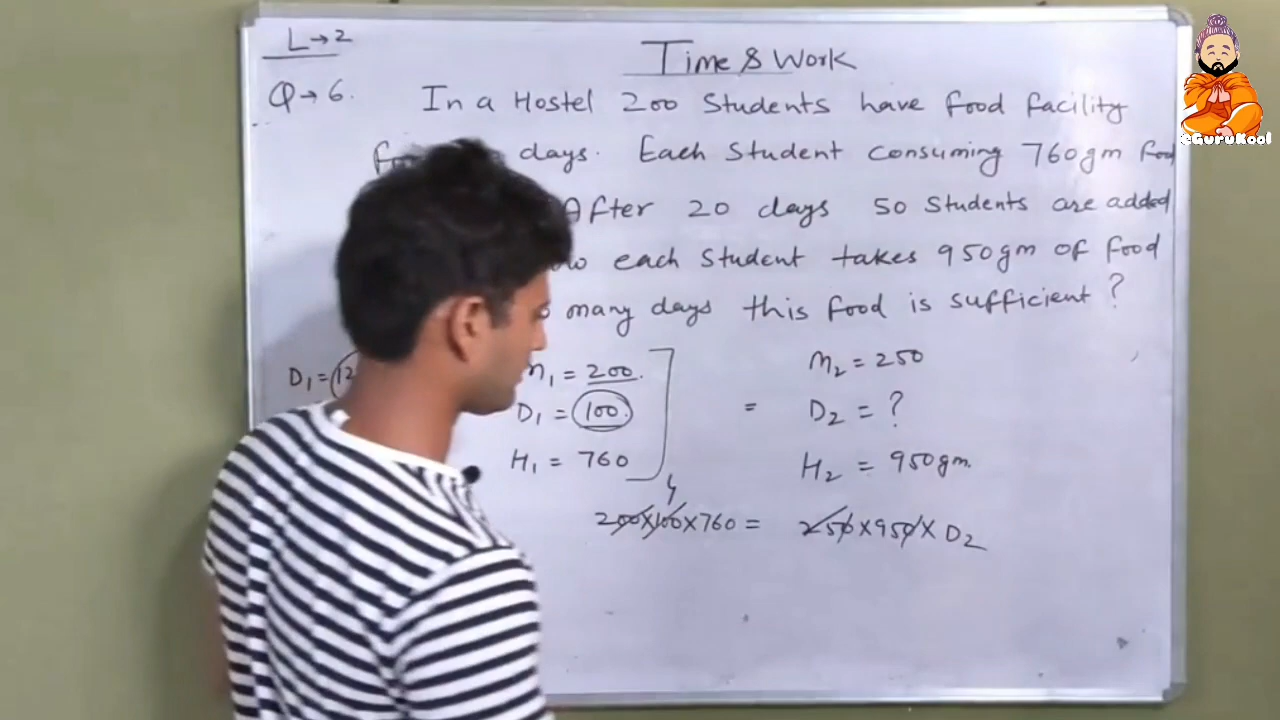 L→2
Time & Work
Q→6. In a Hostel 200 Students have food facility
days. Each Student Consuming 760gm food
After 20 days 50 Students are added
each Student takes 950gm of food
many days this food is sufficient?
D1 = 12
M1 = 200.
M2 = 250
D1 = 100
= D2 = ?
H1 = 760
H2 = 950gm.
4
200×100×760 = 250×950×D2
eGuruKool